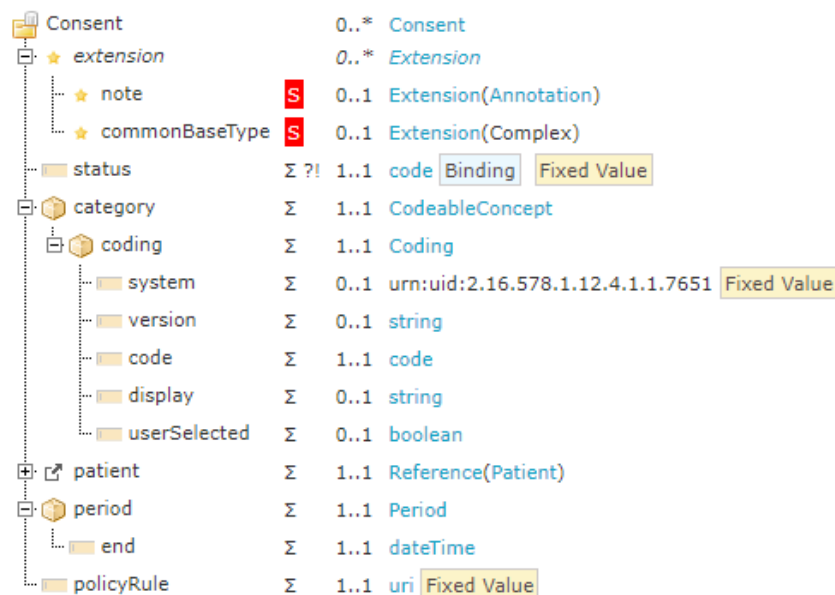 Consent 0..* Consent
extension 0..* Extension
note S 0..1 Extension(Annotation)
commonBaseType S 0..1 Extension(Complex)
status Σ ?! 1..1 code Binding Fixed Value
category Σ 1..1 CodeableConcept
coding Σ 1..1 Coding
system Σ 0..1 urn:uid:2.16.578.1.12.4.1.1.7651 Fixed Value
version Σ 0..1 string
code Σ 1..1 code
display Σ 0..1 string
userSelected Σ 0..1 boolean
patient Σ 1..1 Reference(Patient)
period Σ 1..1 Period
end Σ 1..1 dateTime
policyRule Σ 1..1 uri Fixed Value